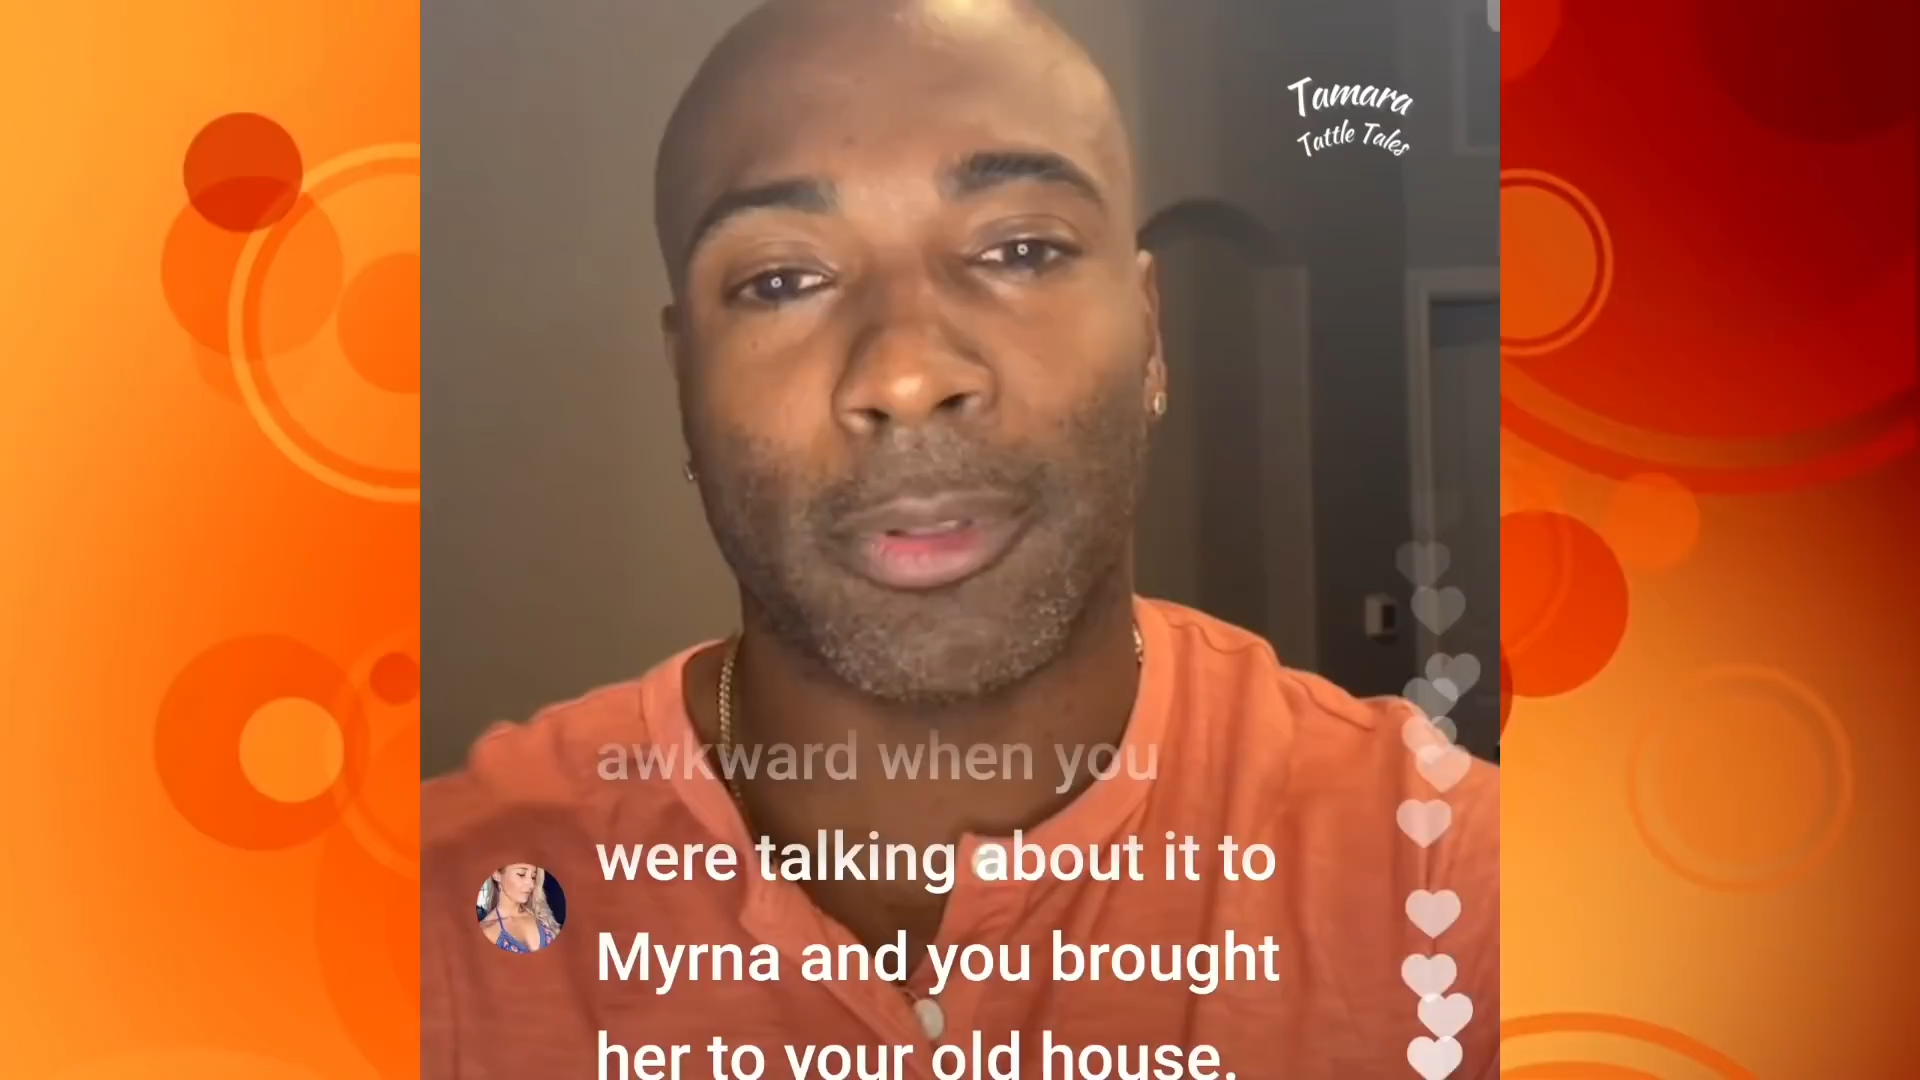 Tamara
Tattle Tales
awkward when you
were talking about it to
Myrna and you brought
her to your old house.